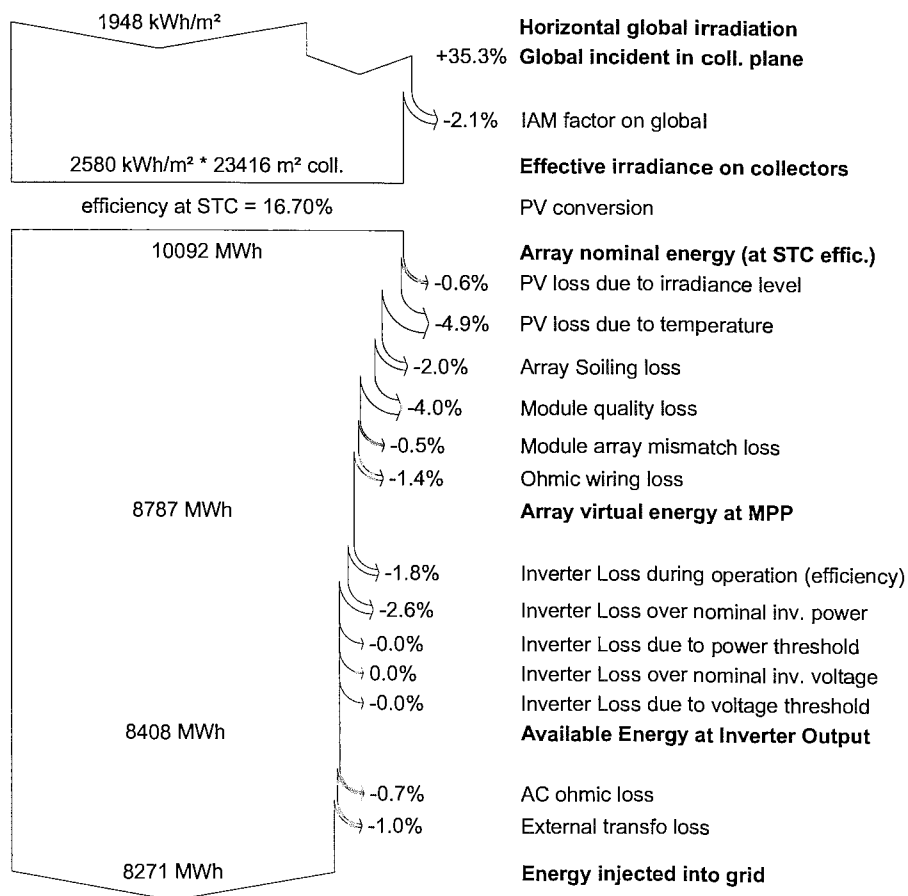 1948 kWh/m² Horizontal global irradiation
+35.3% Global incident in coll. plane
-2.1% IAM factor on global
2580 kWh/m² * 23416 m² coll. Effective irradiance on collectors
efficiency at STC = 16.70% PV conversion
10092 MWh Array nominal energy (at STC effic.)
-0.6% PV loss due to irradiance level
-4.9% PV loss due to temperature
-2.0% Array Soiling loss
-4.0% Module quality loss
-0.5% Module array mismatch loss
-1.4% Ohmic wiring loss
8787 MWh Array virtual energy at MPP
-1.8% Inverter Loss during operation (efficiency)
-2.6% Inverter Loss over nominal inv. power
-0.0% Inverter Loss due to power threshold
0.0% Inverter Loss over nominal inv. voltage
-0.0% Inverter Loss due to voltage threshold
8408 MWh Available Energy at Inverter Output
-0.7% AC ohmic loss
-1.0% External transfo loss
8271 MWh Energy injected into grid